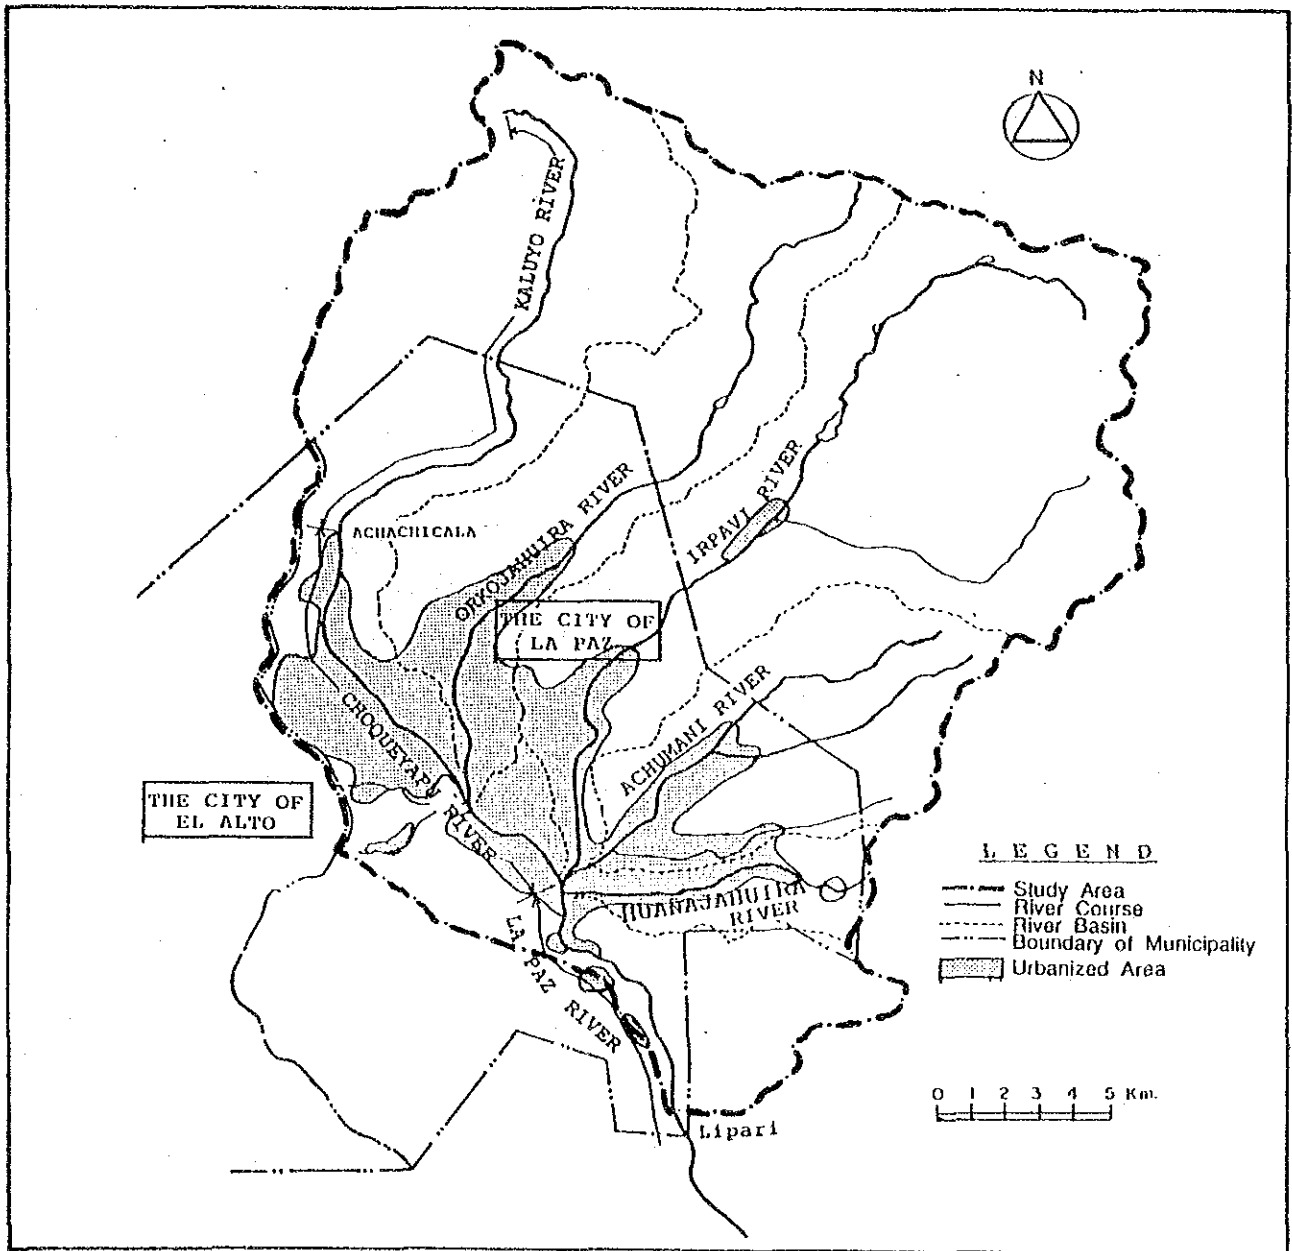 N
KALUYO RIVER
ACHACHICALA
ORKOJAHUIRA RIVER
IRPAVI RIVER
THE CITY OF
LA PAZ
CHOQUEYAPU RIVER
ACHUMANI RIVER
THE CITY OF
EL ALTO
HUANAJAHUIRA
RIVER
LA PAZ RIVER
Lipari
LEGEND
Study Area
River Course
River Basin
Boundary of Municipality
Urbanized Area
0 1 2 3 4 5 Km.